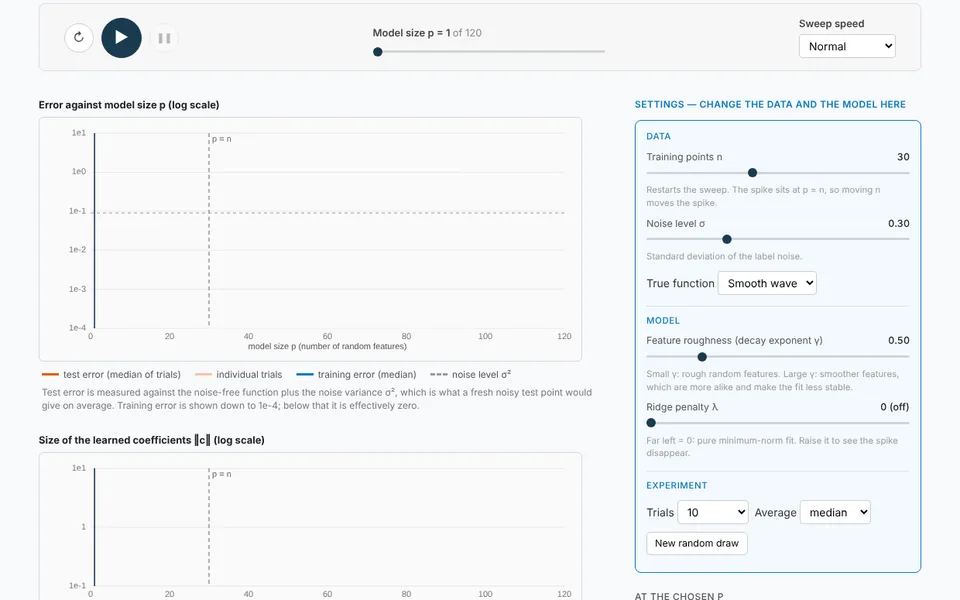 Model size p = 1 of 120
Sweep speed
Normal
Error against model size p (log scale)
1e1
1e0
1e-1
1e-2
1e-3
1e-4
p = n
0 20 40 60 80 100 120
model size p (number of random features)
test error (median of trials) individual trials training error (median) noise level σ²
Test error is measured against the noise-free function plus the noise variance σ², which is what a fresh noisy test point would
give on average. Training error is shown down to 1e-4; below that it is effectively zero.
Size of the learned coefficients ‖c‖ (log scale)
1e1
1
1e-1
p = n
0 20 40 60 80 100 120
SETTINGS — CHANGE THE DATA AND THE MODEL HERE
DATA
Training points n 30
Restarts the sweep. The spike sits at p = n, so moving n
moves the spike.
Noise level σ 0.30
Standard deviation of the label noise.
True function Smooth wave
MODEL
Feature roughness (decay exponent γ) 0.50
Small γ: rough random features. Large γ: smoother features,
which are more alike and make the fit less stable.
Ridge penalty λ 0 (off)
Far left = 0: pure minimum-norm fit. Raise it to see the spike
disappear.
EXPERIMENT
Trials 10 Average median
New random draw
AT THE CHOSEN P